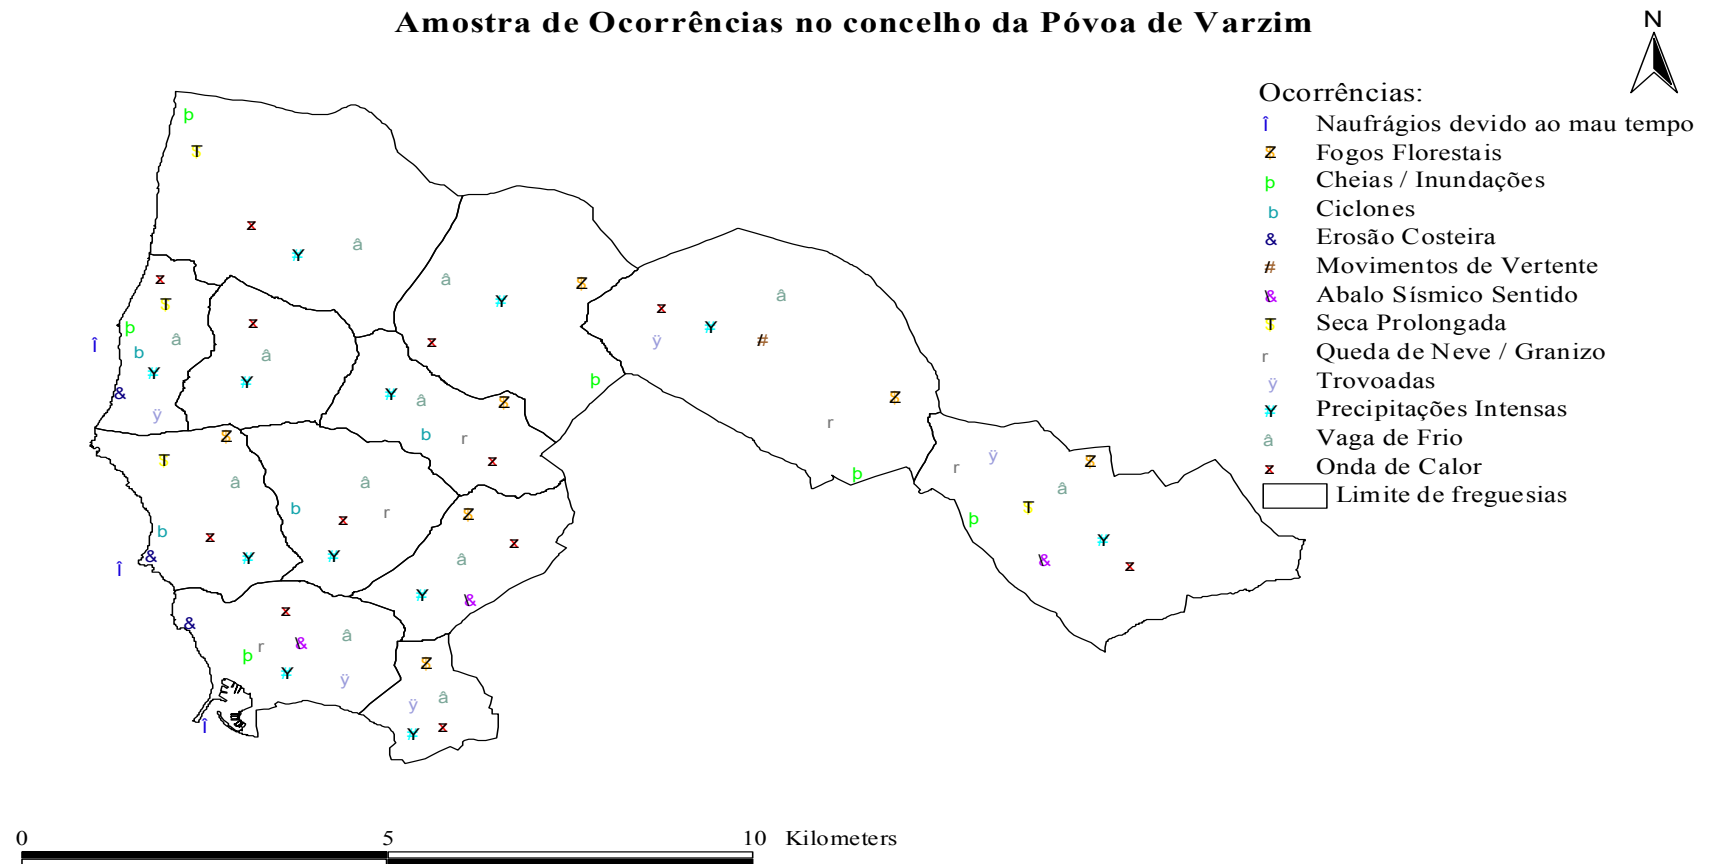 Amostra de Ocorrências no concelho da Póvoa de Varzim
N
Ocorrências:
Î Naufrágios devido ao mau tempo
Z Fogos Florestais
þ Cheias / Inundações
b Ciclones
& Erosão Costeira
# Movimentos de Vertente
& Abalo Sísmico Sentido
T Seca Prolongada
r Queda de Neve / Granizo
ÿ Trovoadas
Y Precipitações Intensas
â Vaga de Frio
x Onda de Calor
Limite de freguesias
0 5 10 Kilometers